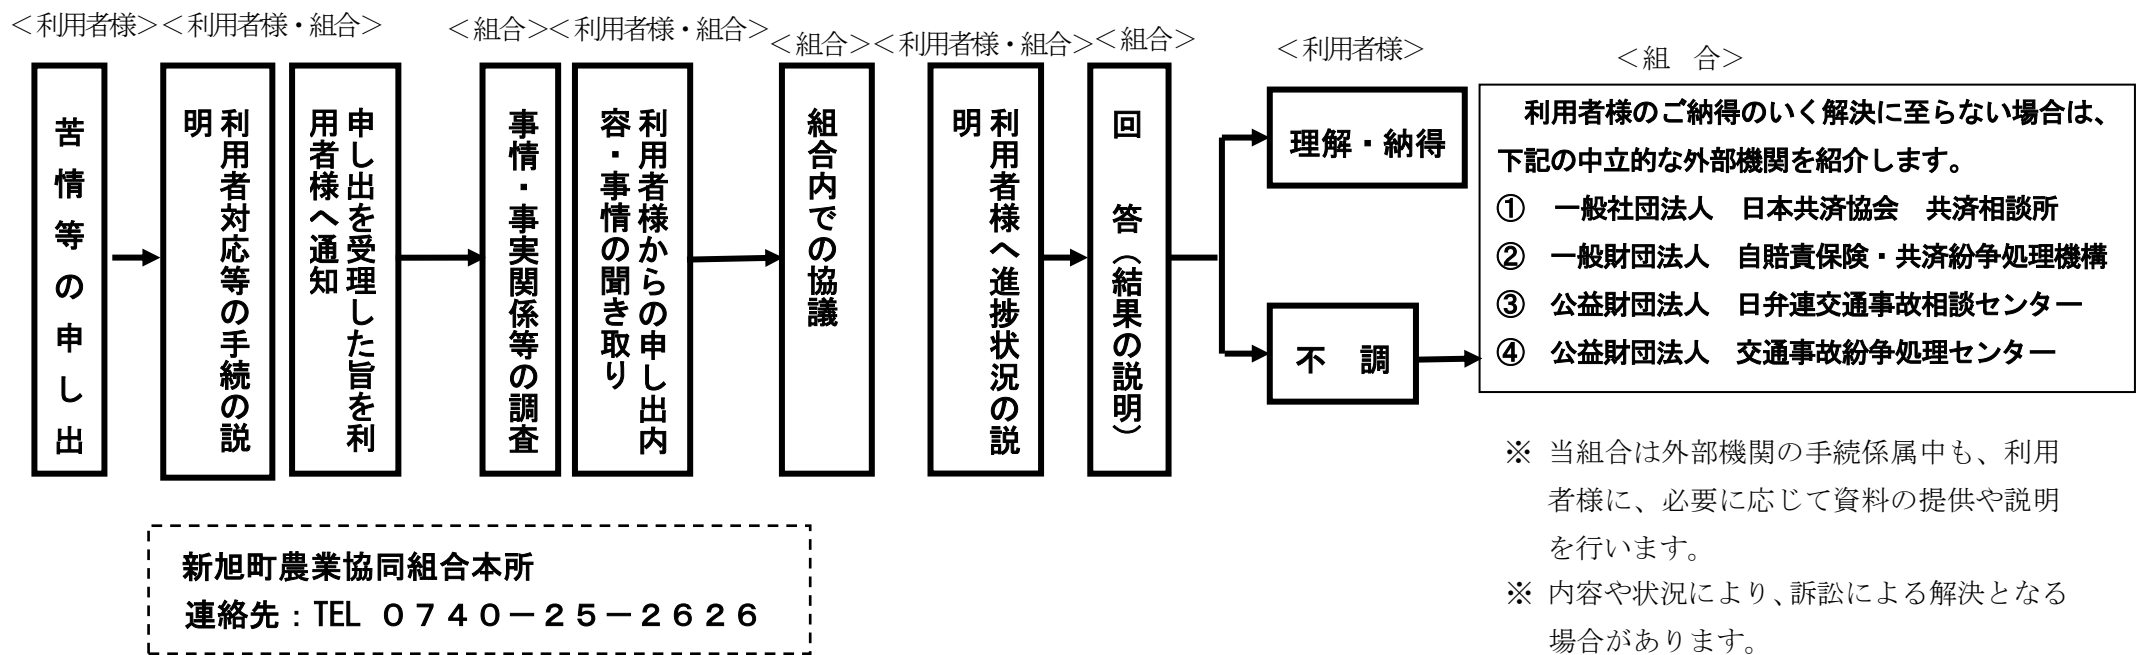 ＜利用者様＞
＜利用者様・組合＞
＜組合＞
＜利用者様・組合＞
＜組合＞
＜利用者様・組合＞
＜組合＞
＜利用者様＞
＜組　合＞
苦情等の申し出
利用者対応等の手続の説
明
申し出を受理した旨を利
用者様へ通知
事情・事実関係等の調査
利用者様からの申し出内
容・事情の聞き取り
組合内での協議
利用者様へ進捗状況の説
明
回　答（結果の説明）
理解・納得
不　調
利用者様のご納得のいく解決に至らない場合は、
下記の中立的な外部機関を紹介します。
①　一般社団法人　日本共済協会　共済相談所
②　一般財団法人　自賠責保険・共済紛争処理機構
③　公益財団法人　日弁連交通事故相談センター
④　公益財団法人　交通事故紛争処理センター
※ 当組合は外部機関の手続係属中も、利用
者様に、必要に応じて資料の提供や説明
を行います。
※ 内容や状況により、訴訟による解決となる
場合があります。
新旭町農業協同組合本所
連絡先：TEL ０７４０－２５－２６２６